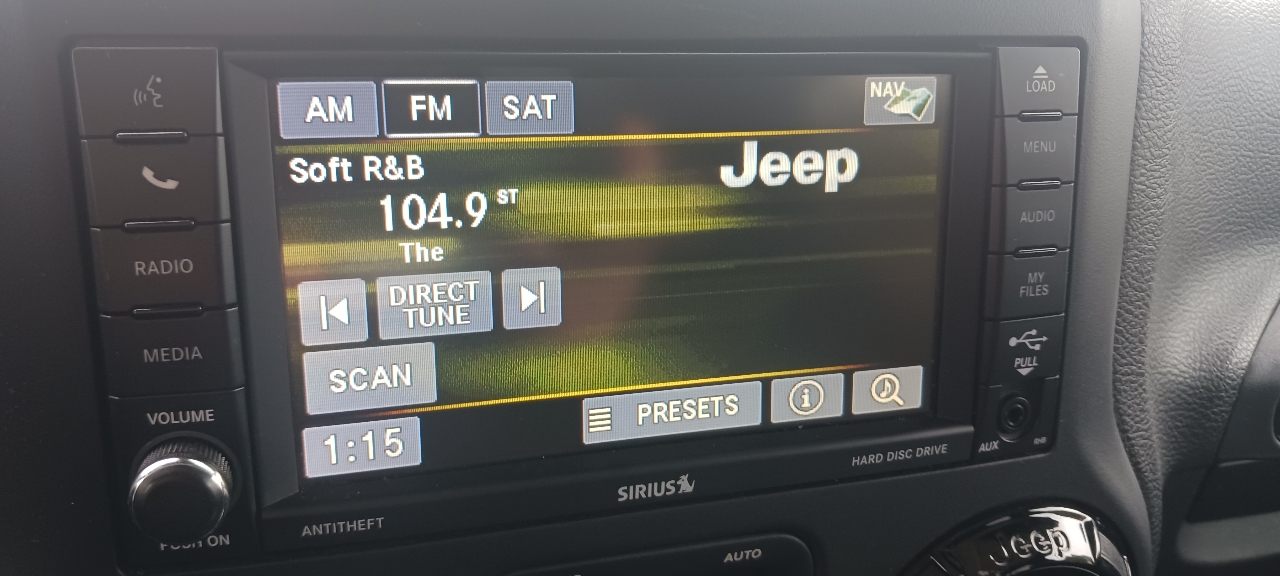 AM FM SAT NAV
Soft R&B
Jeep
104.9 ST
The
DIRECT
TUNE
SCAN
PRESETS
1:15
RADIO
MEDIA
VOLUME
PUSH ON
LOAD
MENU
AUDIO
MY
FILES
PULL
AUX
RHB
HARD DISC DRIVE
SIRIUS
ANTITHEFT
AUTO
Jeep